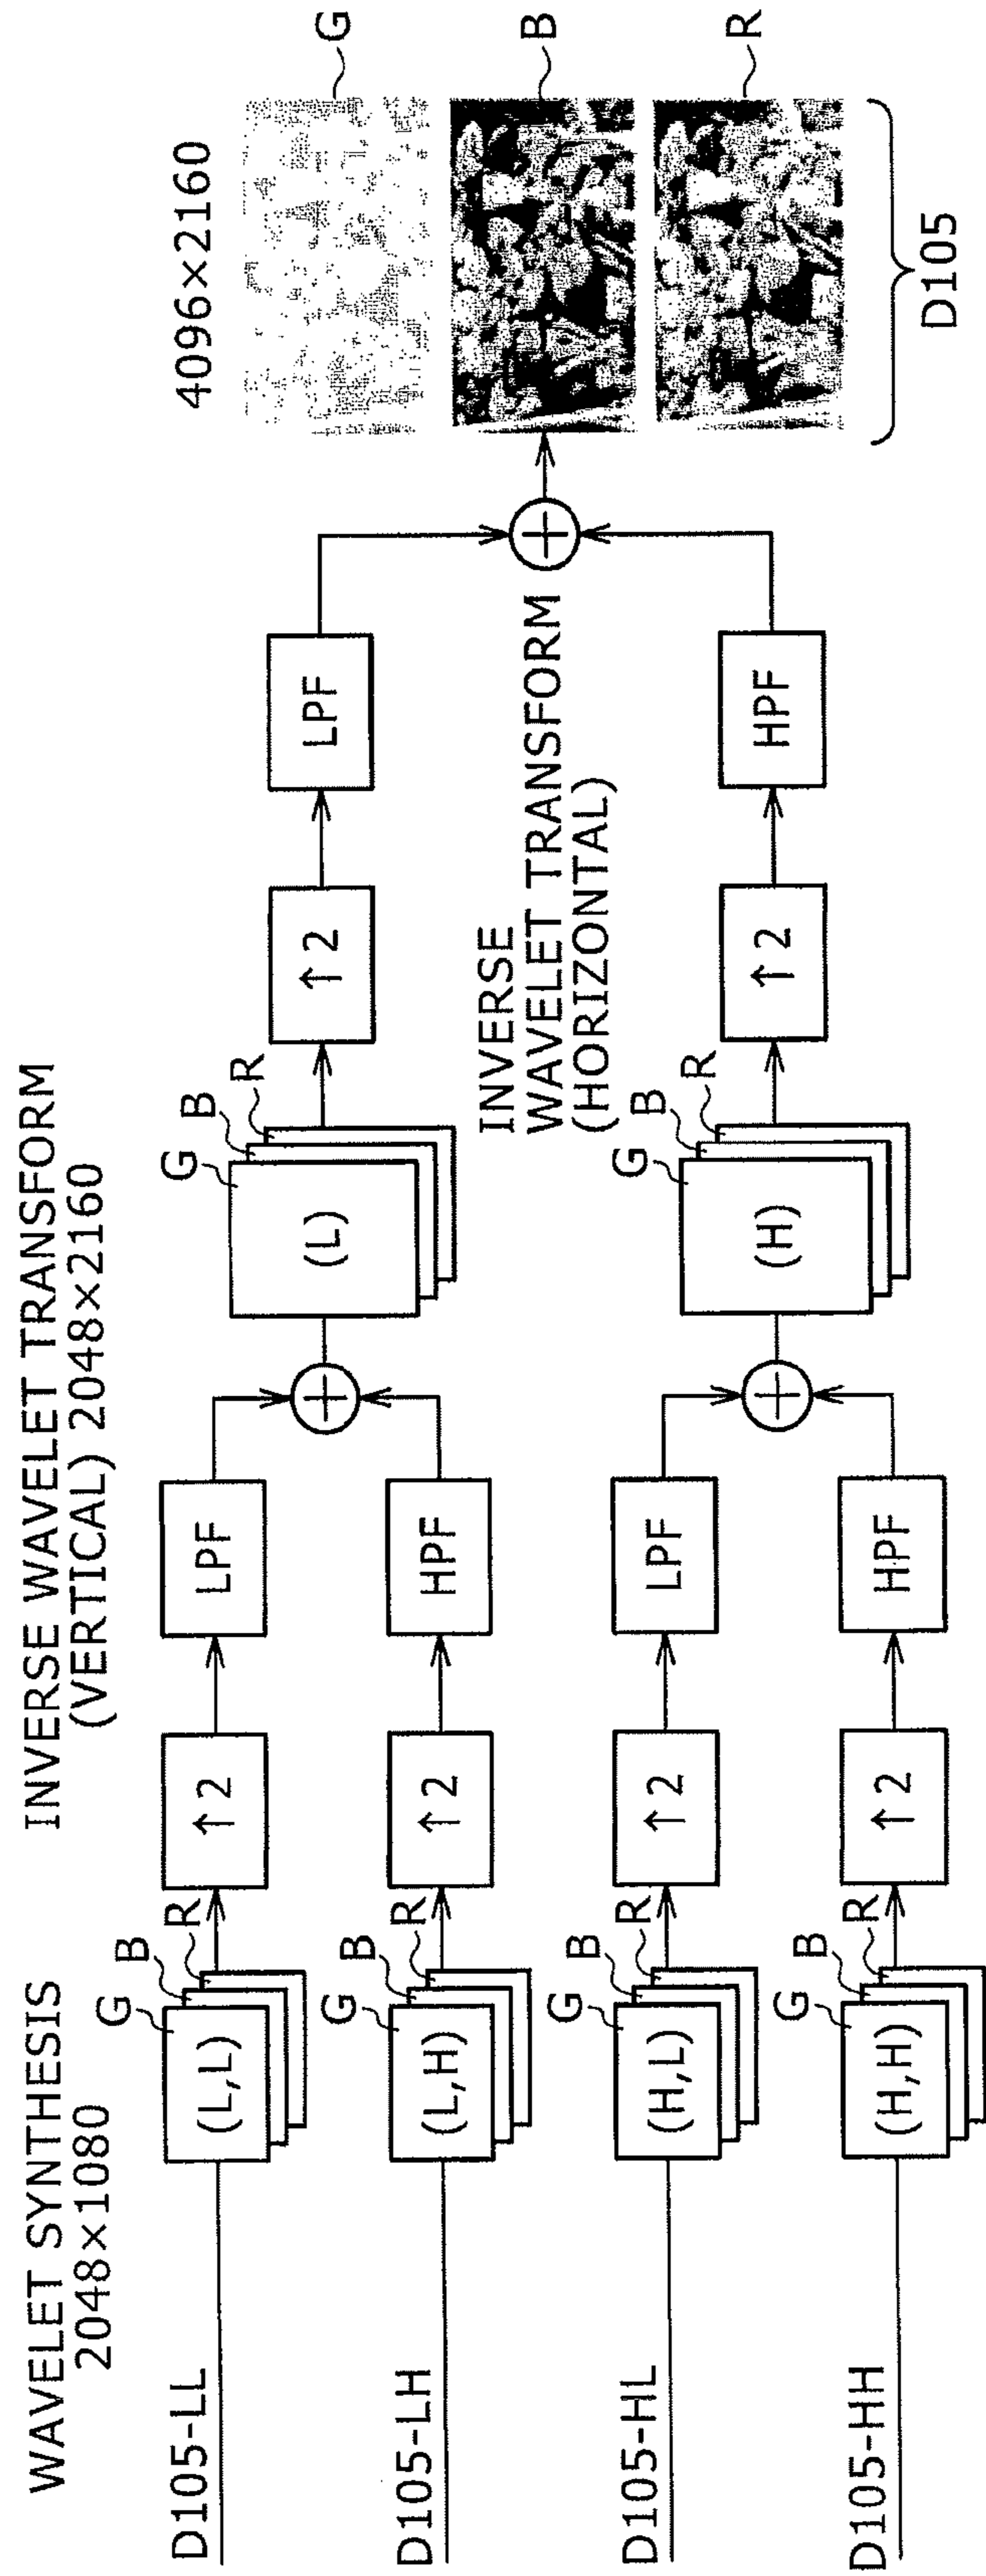 WAVELET SYNTHESIS
2048×1080
INVERSE WAVELET TRANSFORM
(VERTICAL) 2048×2160
4096×2160
D105-LL
G
B
R
(L,L)
↑2
LPF
D105-LH
G
B
R
(L,H)
↑2
HPF
G
B
R
(L)
↑2
LPF
D105-HL
G
B
R
(H,L)
↑2
LPF
D105-HH
G
B
R
(H,H)
↑2
HPF
G
B
R
(H)
↑2
HPF
INVERSE
WAVELET TRANSFORM
(HORIZONTAL)
G
B
R
D105